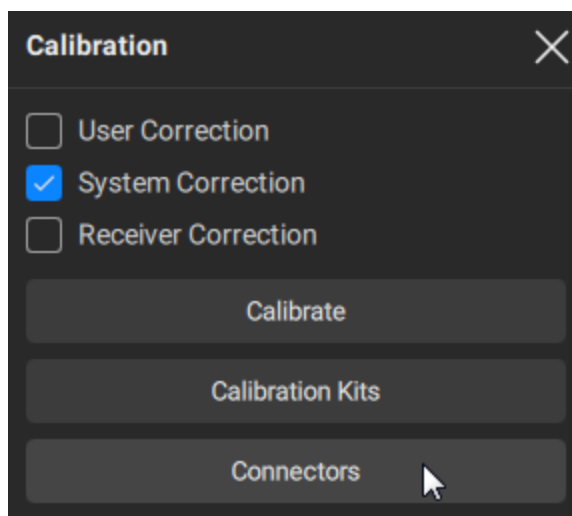 Calibration
User Correction
System Correction
Receiver Correction
Calibrate
Calibration Kits
Connectors